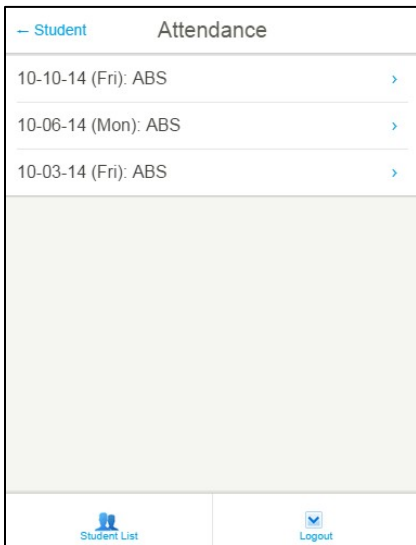 ← Student Attendance
10-10-14 (Fri): ABS ›
10-06-14 (Mon): ABS ›
10-03-14 (Fri): ABS ›
Student List Logout